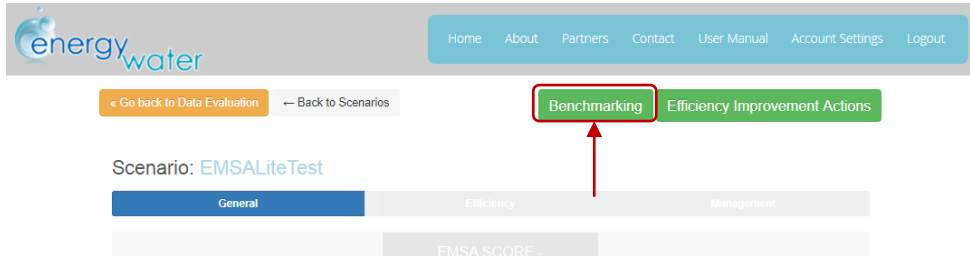 energy
water
Home About Partners Contact User Manual Account Settings Logout
« Go back to Data Evaluation ← Back to Scenarios Benchmarking Efficiency Improvement Actions
Scenario: EMSALiteTest
General Efficiency Management
EMSA SCORE -